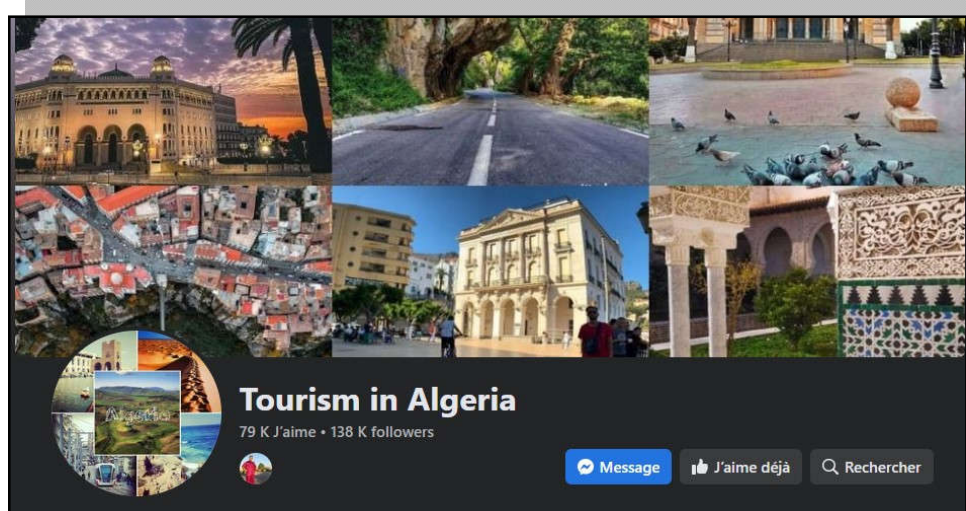 Tourism in Algeria
79 K J’aime • 138 K followers
Message
J’aime déjà
Rechercher